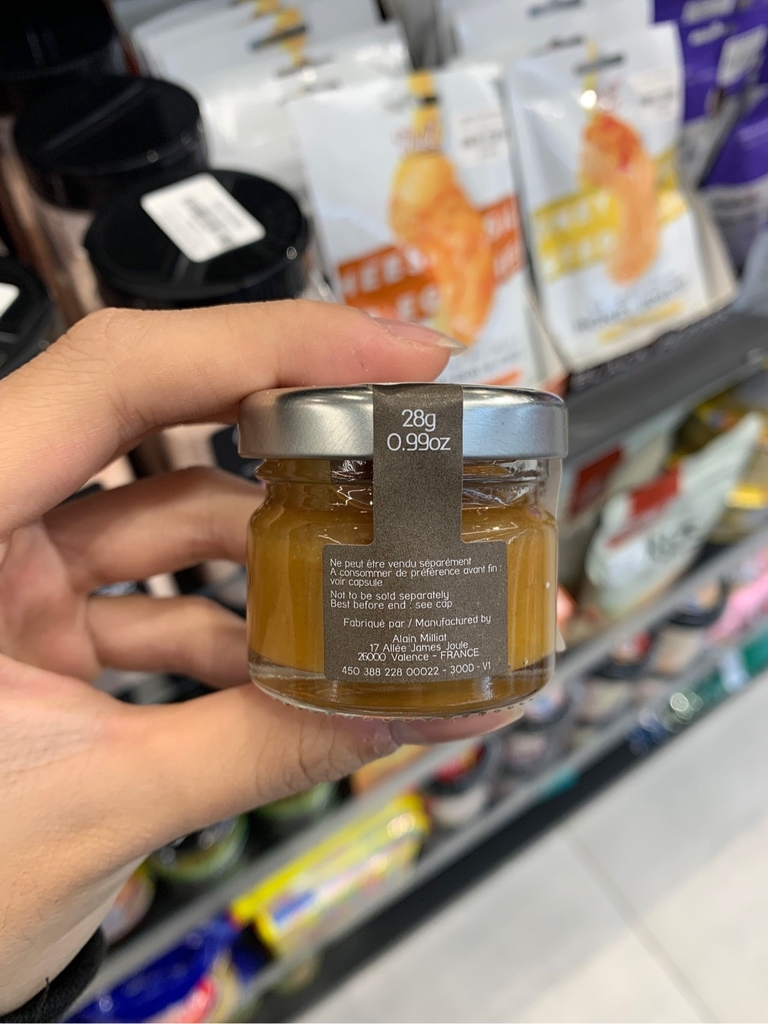 28g
0.99oz
Ne peut être vendu séparément
A consommer de préférence avant fin :
voir capsule
Not to be sold separately
Best before end : see cap
Fabriqué par / Manufactured by
Alain Milliat
17 Allée James Joule
26000 Valence - FRANCE
450 388 228 00022 - 300D - V1